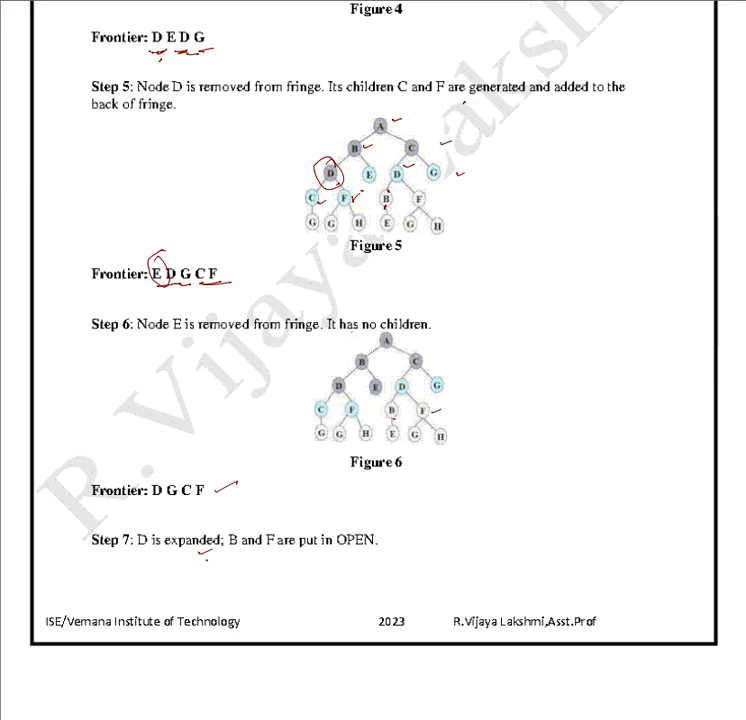 Figure 4
Frontier: D E D G
Step 5: Node D is removed from fringe. Its children C and F are generated and added to the
back of fringe.
A
B C
D E D G
C F B F
G G H E G H
Figure 5
Frontier: E D G C F
Step 6: Node E is removed from fringe. It has no children.
A
B C
D E D G
C F B F
G G H E G H
Figure 6
Frontier: D G C F
Step 7: D is expanded; B and F are put in OPEN.
ISE/Vemana Institute of Technology 2023 R.Vijaya Lakshmi,Asst.Prof
R. Vijaya Lakshmi